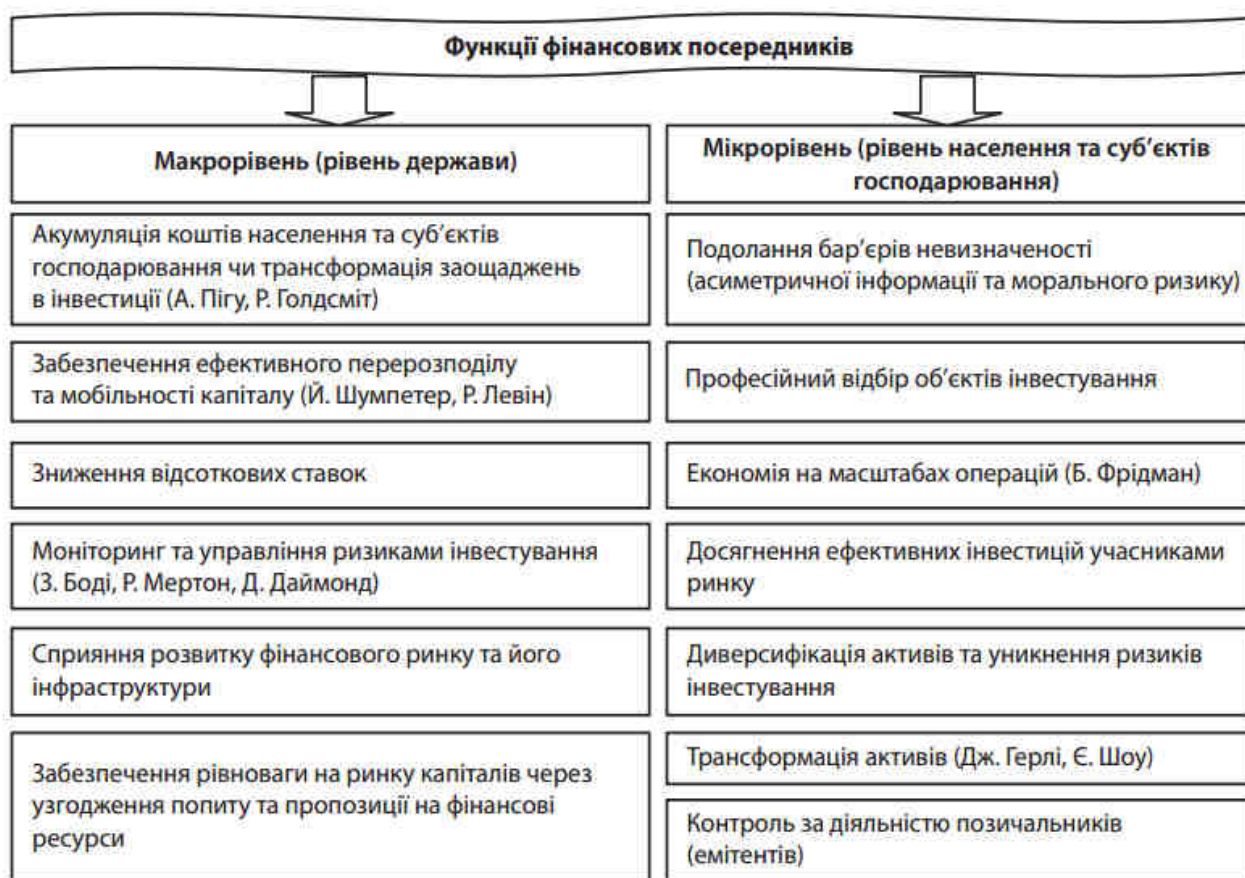 Функції фінансових посередників
Макрорівень (рівень держави)
Акумуляція коштів населення та суб’єктів
господарювання чи трансформація заощаджень
в інвестиції (А. Пігу, Р. Голдсміт)
Забезпечення ефективного перерозподілу
та мобільності капіталу (Й. Шумпетер, Р. Левін)
Зниження відсоткових ставок
Моніторинг та управління ризиками інвестування
(З. Боді, Р. Мертон, Д. Даймонд)
Сприяння розвитку фінансового ринку та його
інфраструктури
Забезпечення рівноваги на ринку капіталів через
узгодження попиту та пропозиції на фінансові
ресурси
Мікрорівень (рівень населення та суб’єктів
господарювання)
Подолання бар’єрів невизначеності
(асиметричної інформації та морального ризику)
Професійний відбір об’єктів інвестування
Економія на масштабах операцій (Б. Фрідман)
Досягнення ефективних інвестицій учасниками
ринку
Диверсифікація активів та уникнення ризиків
інвестування
Трансформація активів (Дж. Герлі, Є. Шоу)
Контроль за діяльністю позичальників
(емітентів)